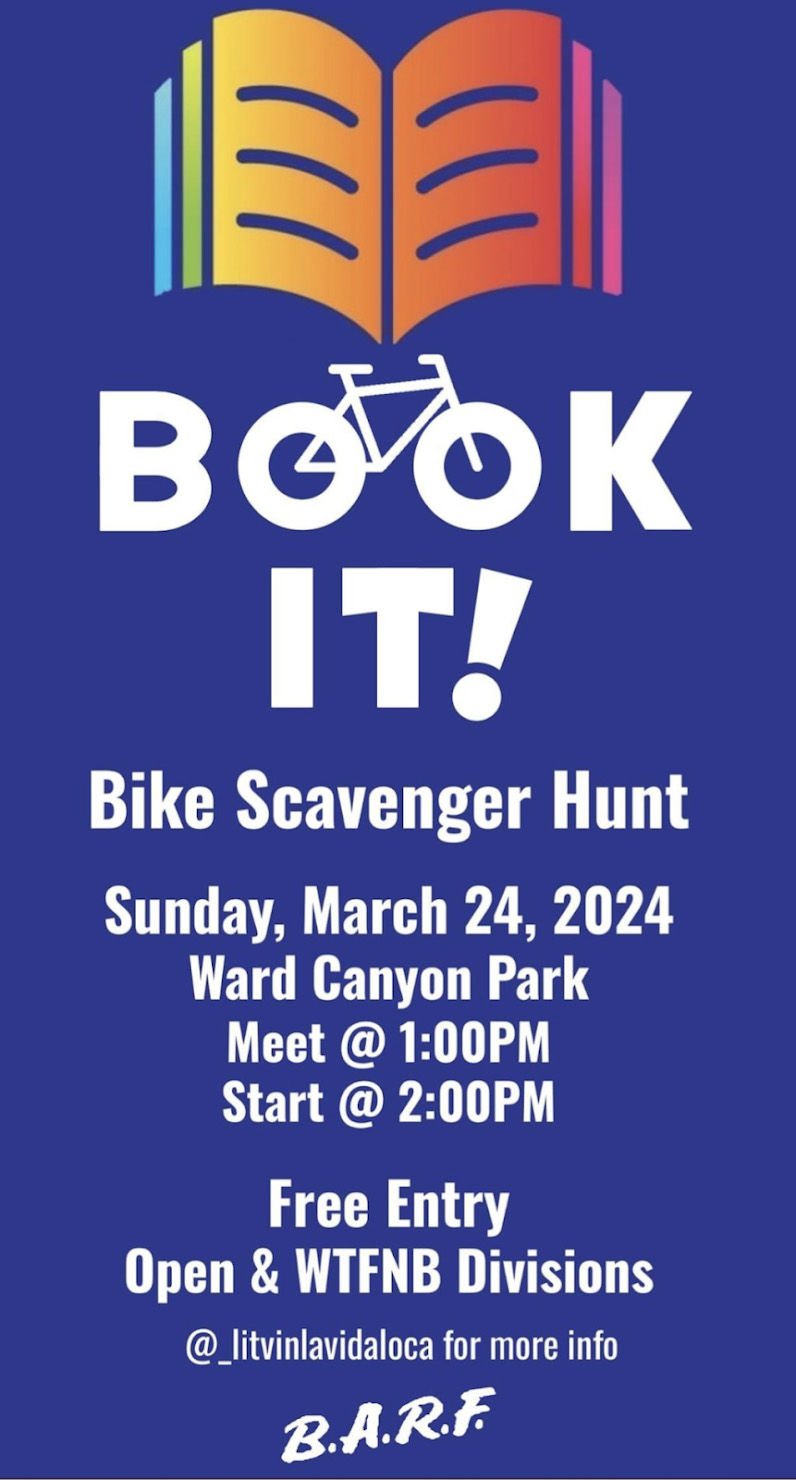 BOOK
IT!
Bike Scavenger Hunt
Sunday, March 24, 2024
Ward Canyon Park
Meet @ 1:00PM
Start @ 2:00PM
Free Entry
Open & WTFNB Divisions
@_litvinlavidaloca for more info
B.A.R.F.